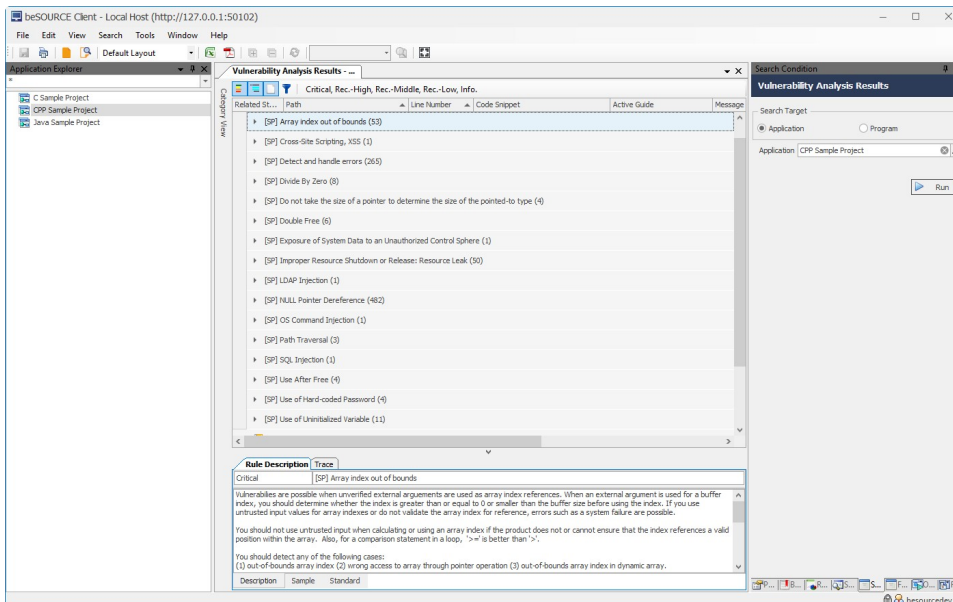 beSOURCE Client - Local Host (http://127.0.0.1:50102)
File Edit View Search Tools Window Help
Default Layout
Application Explorer
*
C Sample Project
CPP Sample Project
Java Sample Project
Category View
Vulnerability Analysis Results - ...
Critical, Rec.-High, Rec.-Middle, Rec.-Low, Info.
Related St... Path Line Number Code Snippet Active Guide Message
[SP] Array index out of bounds (53)
[SP] Cross-Site Scripting, XSS (1)
[SP] Detect and handle errors (265)
[SP] Divide By Zero (8)
[SP] Do not take the size of a pointer to determine the size of the pointed-to type (4)
[SP] Double Free (6)
[SP] Exposure of System Data to an Unauthorized Control Sphere (1)
[SP] Improper Resource Shutdown or Release: Resource Leak (50)
[SP] LDAP Injection (1)
[SP] NULL Pointer Dereference (482)
[SP] OS Command Injection (1)
[SP] Path Traversal (3)
[SP] SQL Injection (1)
[SP] Use After Free (4)
[SP] Use of Hard-coded Password (4)
[SP] Use of Uninitialized Variable (11)
Rule Description Trace
Critical [SP] Array index out of bounds
Vulnerabilies are possible when unverified external arguements are used as array index references. When an external argument is used for a buffer
index, you should determine whether the index is greater than or equal to 0 or smaller than the buffer size before using the index. If you use
untrusted input values for array indexes or do not validate the array index for reference, errors such as a system failure are possible.
You should not use untrusted input when calculating or using an array index if the product does not or cannot ensure that the index references a valid
position within the array. Also, for a comparison statement in a loop, '>=' is better than '>'.
You should detect any of the following cases:
(1) out-of-bounds array index (2) wrong access to array through pointer operation (3) out-of-bounds array index in dynamic array.
Description Sample Standard
Search Condition
Vulnerability Analysis Results
Search Target
Application Program
Application CPP Sample Project
Run
P... B... R... S... S... F... O...
besourcedev